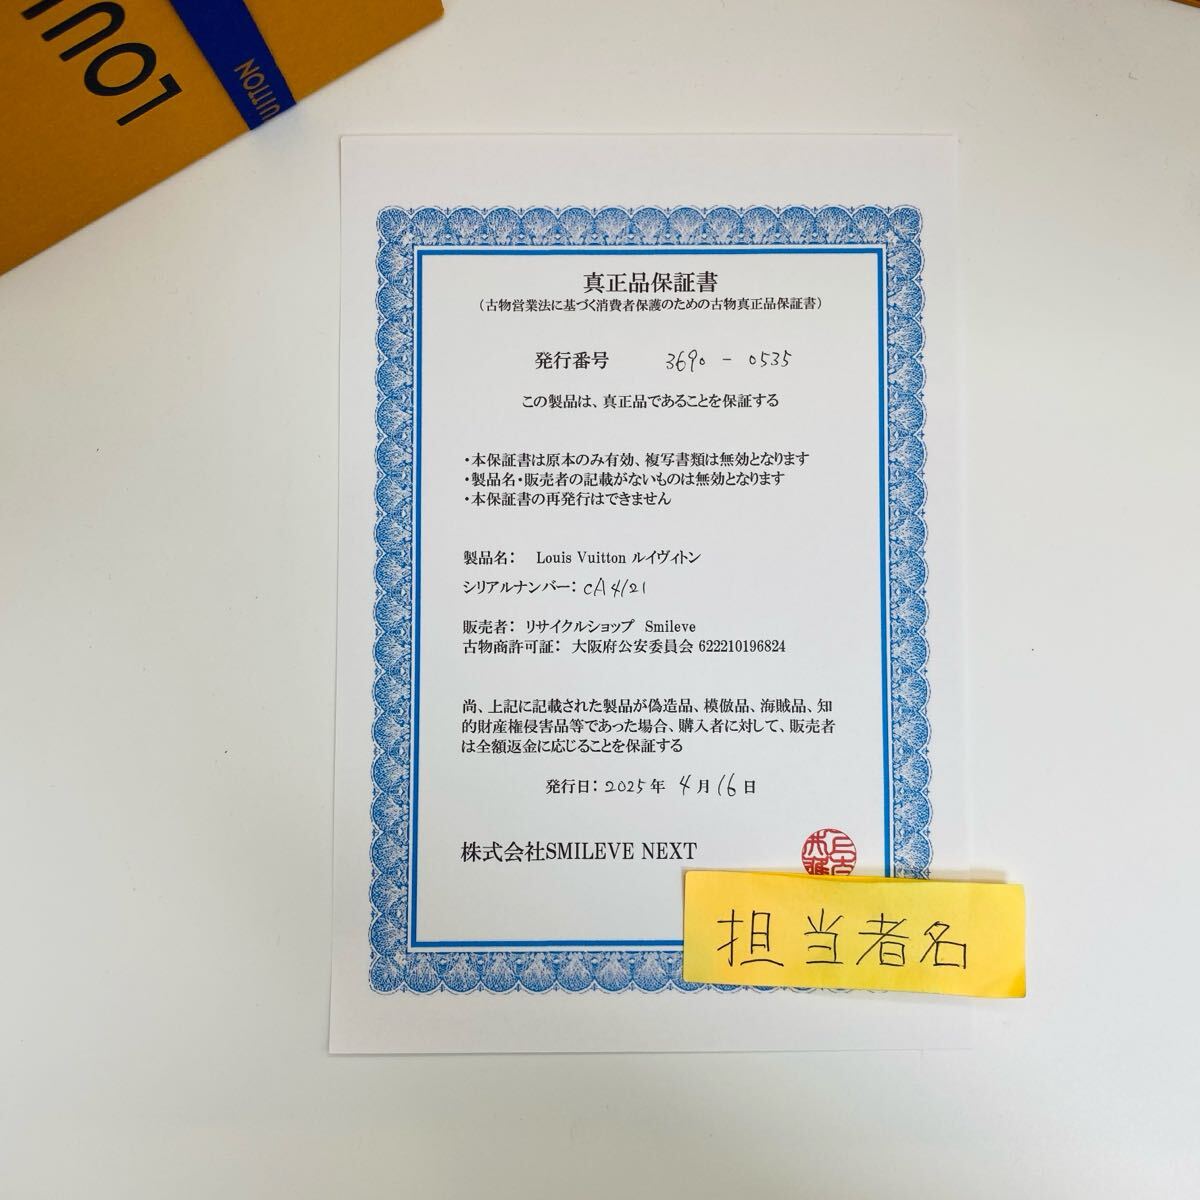 LOUI
UITTON
真正品保証書
（古物営業法に基づく消費者保護のための古物真正品保証書）
発行番号 3690 - 0535
この製品は、真正品であることを保証する
・本保証書は原本のみ有効、複写書類は無効となります
・製品名・販売者の記載がないものは無効となります
・本保証書の再発行はできません
製品名： Louis Vuitton ルイヴィトン
シリアルナンバー：CA4121
販売者： リサイクルショップ Smileve
古物商許可証： 大阪府公安委員会 622210196824
尚、上記に記載された製品が偽造品、模倣品、海賊品、知
的財産権侵害品等であった場合、購入者に対して、販売者
は全額返金に応じることを保証する
発行日：2025年 4月16日
株式会社SMILEVE NEXT
担当者名